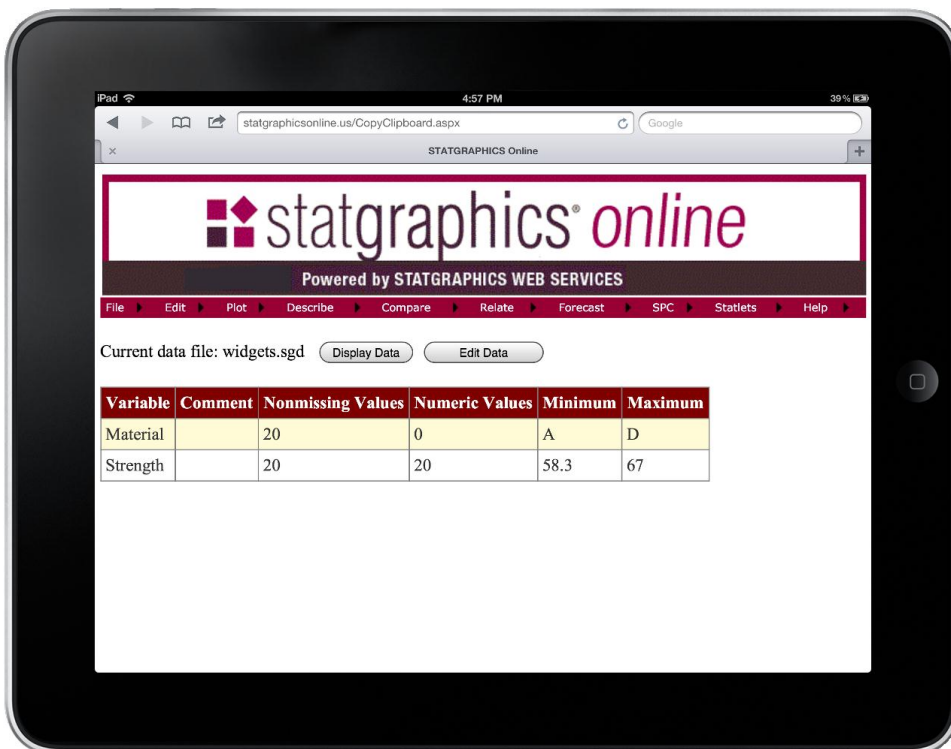 iPad 4:57 PM 39%
statgraphicsonline.us/CopyClipboard.aspx Google
STATGRAPHICS Online
statgraphics® online
Powered by STATGRAPHICS WEB SERVICES
File Edit Plot Describe Compare Relate Forecast SPC Statlets Help
Current data file: widgets.sgd Display Data Edit Data
Variable Comment Nonmissing Values Numeric Values Minimum Maximum
Material 20 0 A D
Strength 20 20 58.3 67